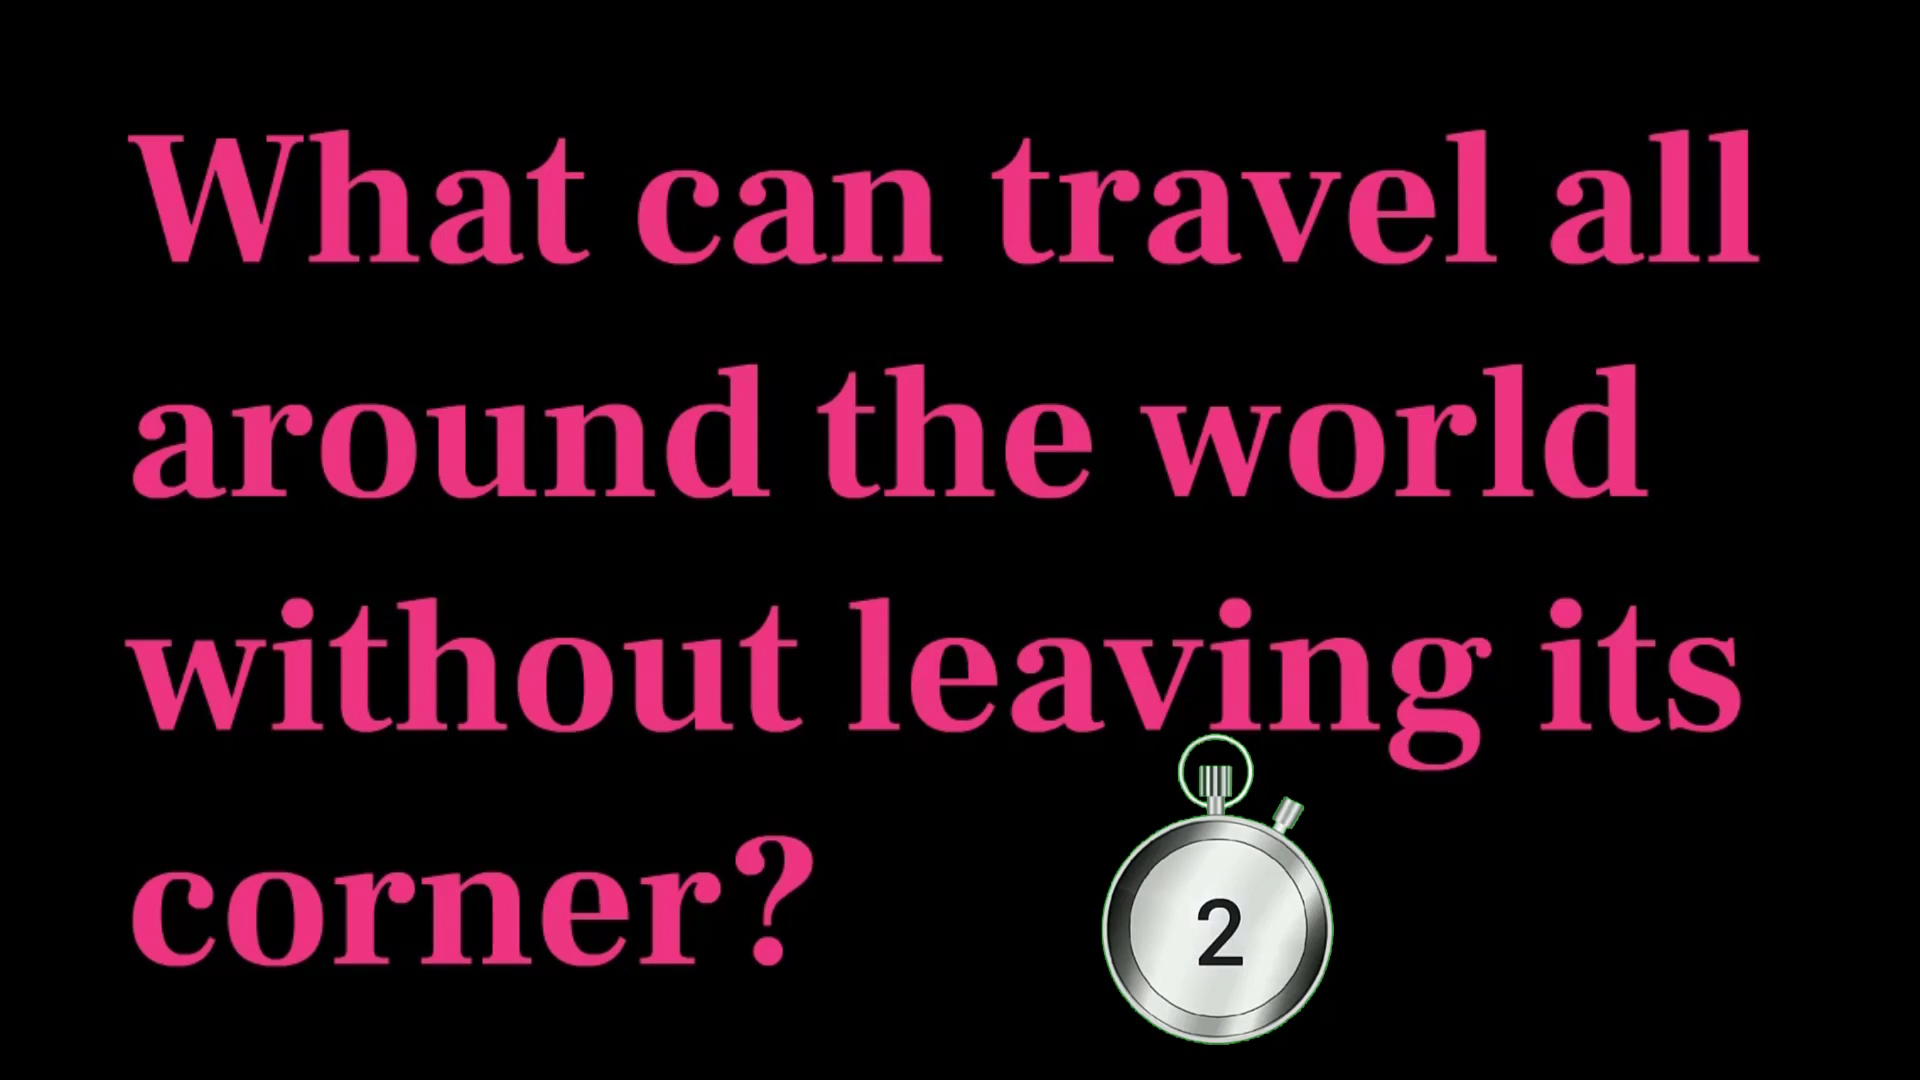 What can travel all
around the world
without leaving its
corner?
2